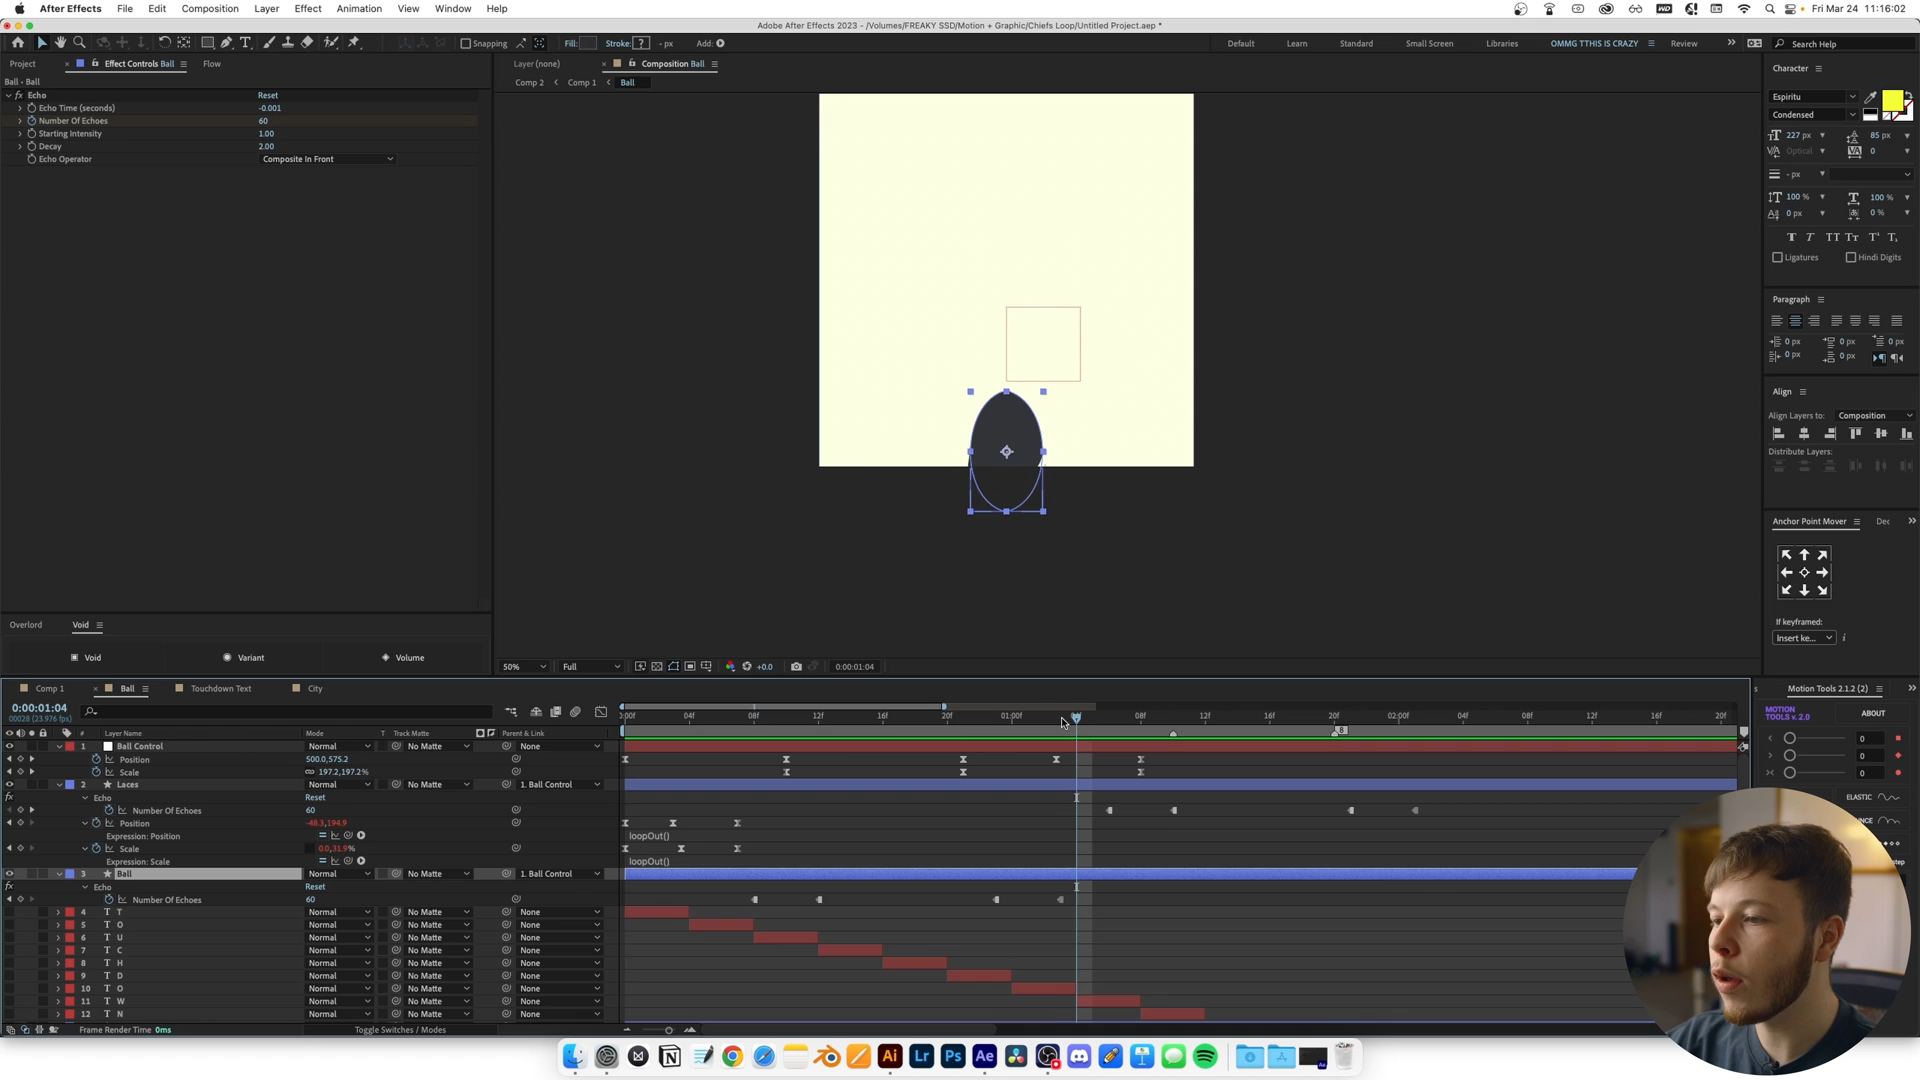 After Effects File Edit Composition Layer Effect Animation View Window Help Fri Mar 24 11:16:02
Adobe After Effects 2023 - /Volumes/FREAKY SSD/Motion + Graphic/Chiefs Loop/Untitled Project.aep *
Snapping Fill: Stroke: ? - px Add: Default Learn Standard Small Screen Libraries OMMG TTHIS IS CRAZY Review Search Help
Project Effect Controls Ball Flow Layer (none) Composition Ball Character
Ball • Ball Comp 2 Comp 1 Ball
fx Echo Reset
Echo Time (seconds) -0.001
Number Of Echoes 60
Starting Intensity 1.00
Decay 2.00
Echo Operator Composite In Front
Espiritu
Condensed
227 px 85 px
Optical 0
- px
100 % 100 %
0 px 0 %
Ligatures Hindi Digits
Paragraph
0 px 0 px 0 px
0 px 0 px
Align
Align Layers to: Composition
Distribute Layers:
Anchor Point Mover Dec
If keyframed:
Insert ke...
Overlord Void
Void Variant Volume
50% Full +0.0 0:00:01:04
Comp 1 Ball Touchdown Text City
0:00:01:04
00028 (23.976 fps)
0:00f 04f 08f 12f 16f 20f 01:00f 08f 12f 16f 20f 02:00f 04f 08f 12f 16f 20f
# Layer Name Mode T Track Matte Parent & Link
6
1 Ball Control Normal No Matte None
Position 500.0,575.2
Scale 197.2,197.2%
2 Laces Normal No Matte 1. Ball Control
fx Echo Reset
Number Of Echoes 60
Position -48.3,194.9
Expression: Position loopOut()
Scale 0.0,31.9%
Expression: Scale loopOut()
3 Ball Normal No Matte 1. Ball Control
fx Echo Reset
Number Of Echoes 60
4 T T Normal No Matte None
5 T O Normal No Matte None
6 T U Normal No Matte None
7 T C Normal No Matte None
8 T H Normal No Matte None
9 T D Normal No Matte None
10 T O Normal No Matte None
11 T W Normal No Matte None
12 T N Normal No Matte None
Frame Render Time 0ms Toggle Switches / Modes
Motion Tools 2.1.2 (2)
MOTION
TOOLS v. 2.0 ABOUT
0
0
0
ELASTIC
Ai Lr Ps Ae